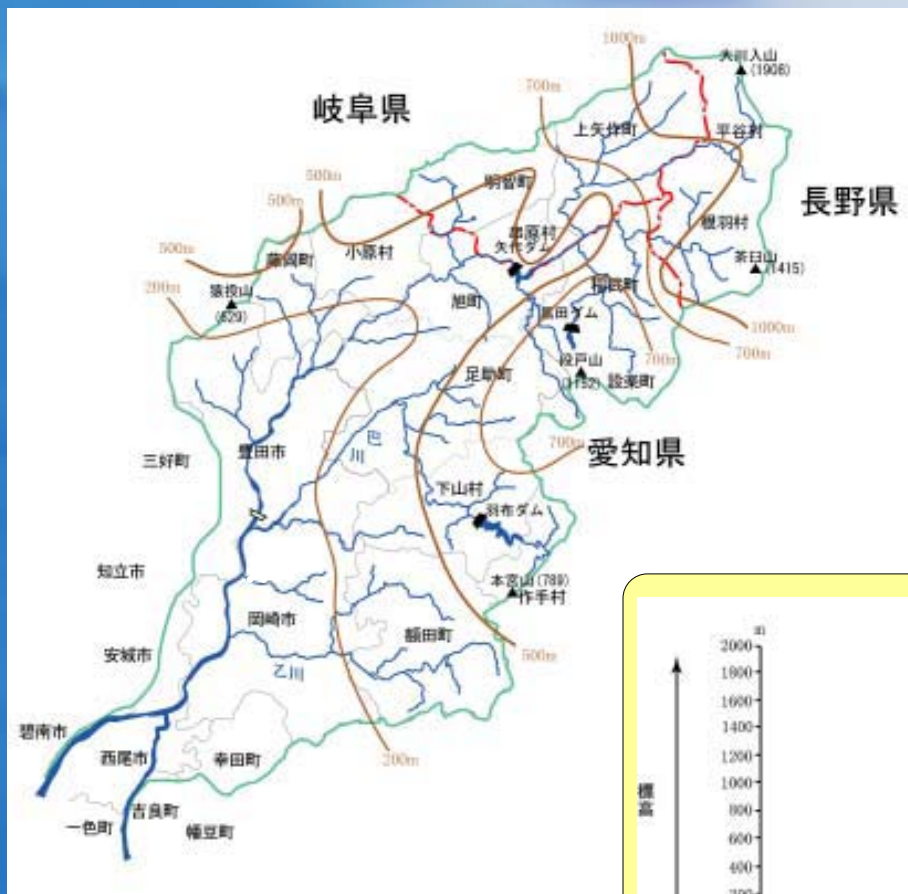 1000m
大川入山
(1908)
岐阜県
700m
上矢作町
平谷村
500m
明智町
500m
長野県
串原村
根羽村
小原村
矢作ダム
500m
藤岡町
茶臼山
(1415)
200m
猿投山
(629)
旭町
稲武町
黒田ダム
1000m
700m
700m
段戸山
(1152)
設楽町
足助町
豊田市
巴川
700m
愛知県
三好町
下山村
羽布ダム
知立市
本宮山(789)
作手村
岡崎市
額田町
安城市
500m
乙川
碧南市
西尾市
幸田町
200m
吉良町
一色町
幡豆町
m
2000
1800
1600
1400
1200
1000
800
600
400
200
標高